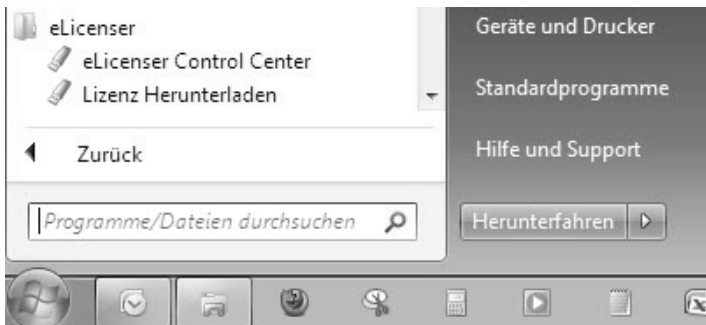 eLicenser
eLicenser Control Center
Lizenz Herunterladen
Zurück
Programme/Dateien durchsuchen
Geräte und Drucker
Standardprogramme
Hilfe und Support
Herunterfahren